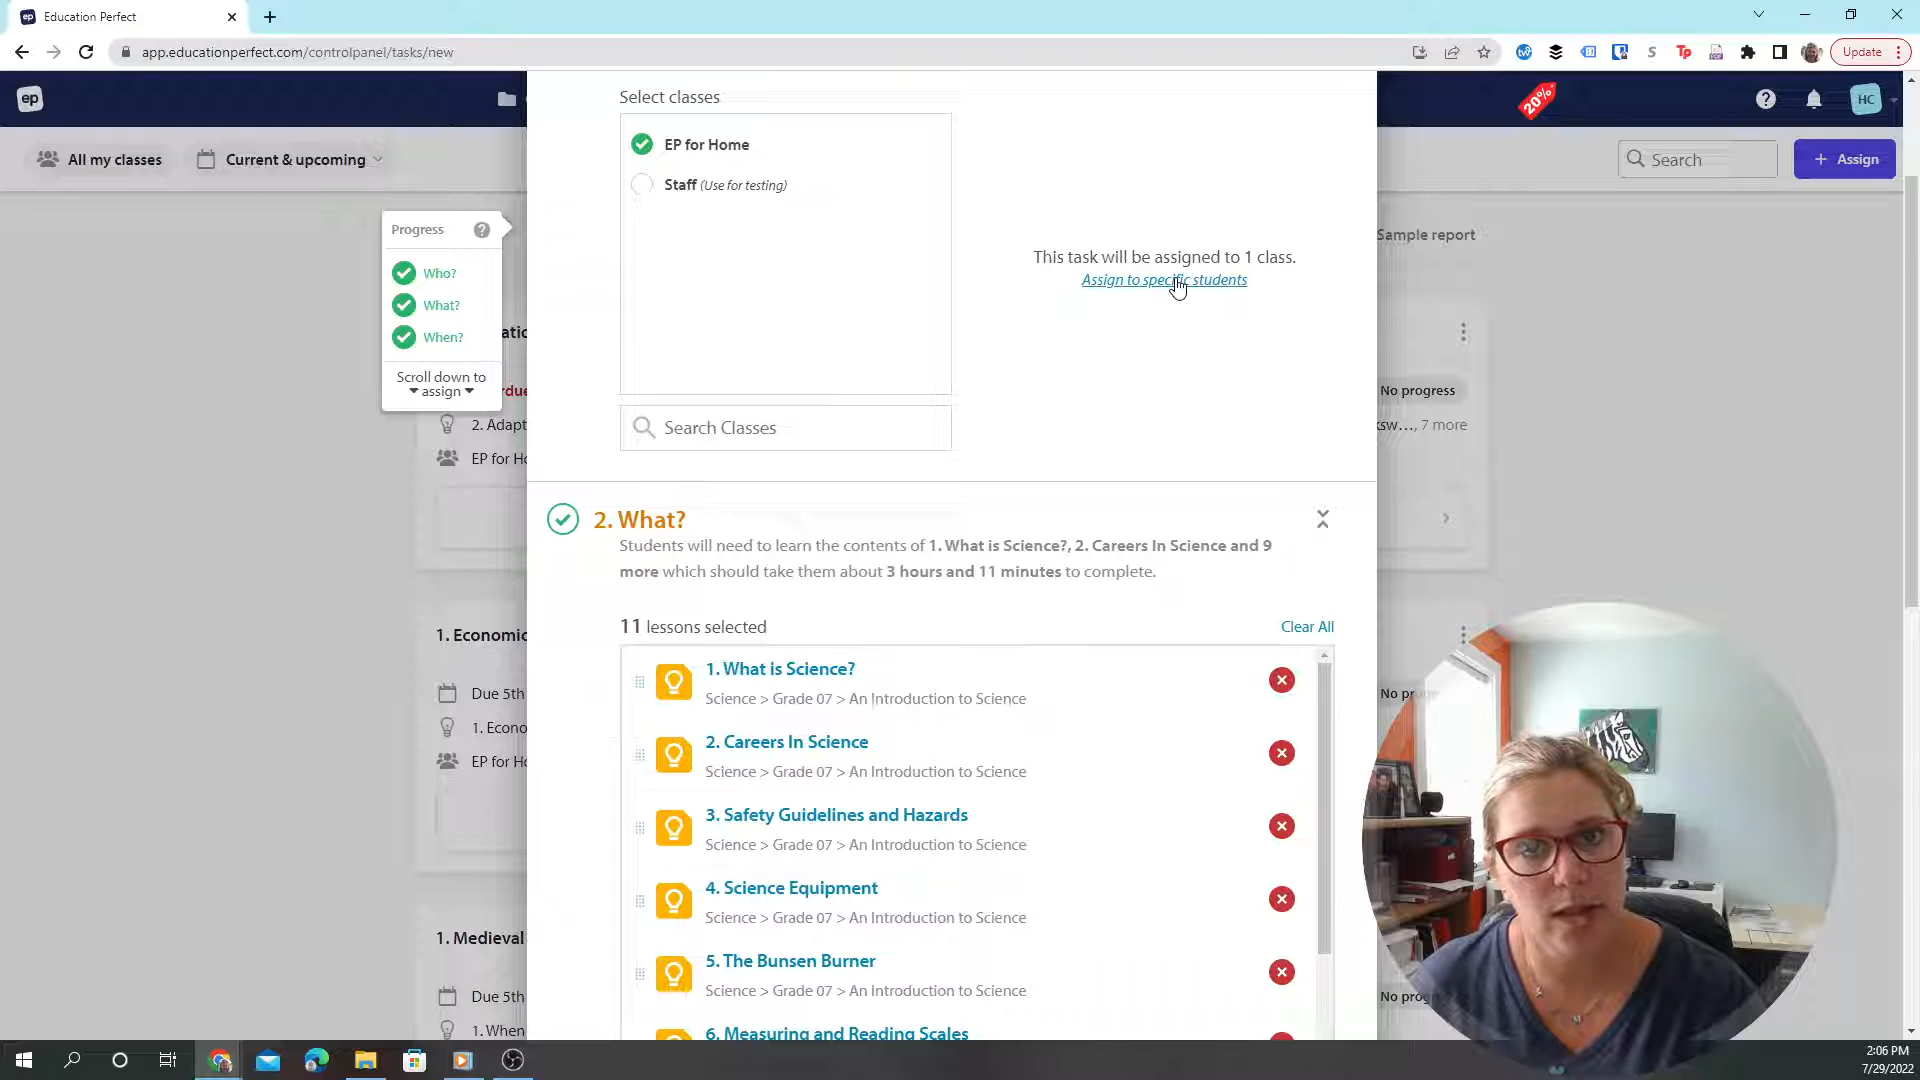 Education Perfect
app.educationperfect.com/controlpanel/tasks/new
Update
ep
20%
HC
All my classes
Current & upcoming
Search
Assign
Select classes
EP for Home
Staff (Use for testing)
This task will be assigned to 1 class.
Assign to specific students
Search Classes
Progress
Who?
What?
When?
Scroll down to
assign
Sample report
No progress
2. Adapt
7 more
EP for Ho
2. What?
Students will need to learn the contents of 1. What is Science?, 2. Careers In Science and 9
more which should take them about 3 hours and 11 minutes to complete.
11 lessons selected
Clear All
1. What is Science?
Science > Grade 07 > An Introduction to Science
2. Careers In Science
Science > Grade 07 > An Introduction to Science
3. Safety Guidelines and Hazards
Science > Grade 07 > An Introduction to Science
4. Science Equipment
Science > Grade 07 > An Introduction to Science
5. The Bunsen Burner
Science > Grade 07 > An Introduction to Science
6. Measuring and Reading Scales
1. Economic
Due 5th
1. Econo
EP for Ho
No prog
1. Medieval
Due 5th
1. When
No prog
2:06 PM
7/29/2022